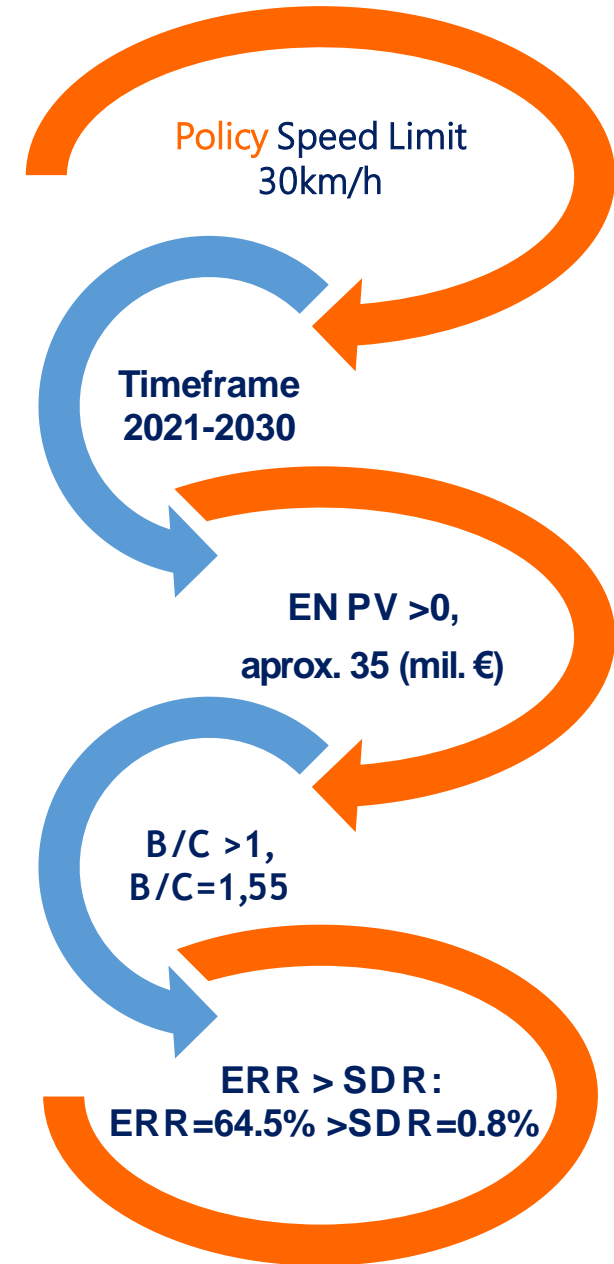 Policy Speed Limit
30km/h
Timeframe
2021-2030
EN PV >0,
aprox. 35 (mil. €)
B/C >1,
B/C=1,55
ERR > SDR:
ERR=64.5% >SDR=0.8%